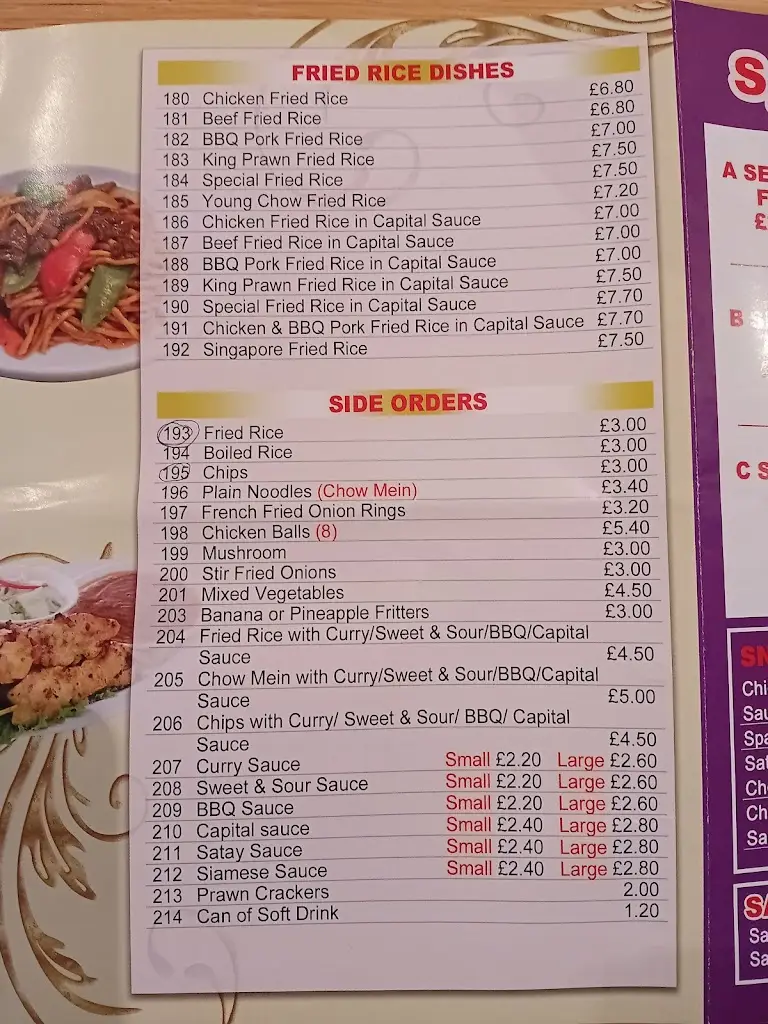 FRIED RICE DISHES
180 Chicken Fried Rice £6.80
181 Beef Fried Rice £6.80
182 BBQ Pork Fried Rice £7.00
183 King Prawn Fried Rice £7.50
184 Special Fried Rice £7.50
185 Young Chow Fried Rice £7.20
186 Chicken Fried Rice in Capital Sauce £7.00
187 Beef Fried Rice in Capital Sauce £7.00
188 BBQ Pork Fried Rice in Capital Sauce £7.00
189 King Prawn Fried Rice in Capital Sauce £7.50
190 Special Fried Rice in Capital Sauce £7.70
191 Chicken & BBQ Pork Fried Rice in Capital Sauce £7.70
192 Singapore Fried Rice £7.50
SIDE ORDERS
193 Fried Rice £3.00
194 Boiled Rice £3.00
195 Chips £3.00
196 Plain Noodles (Chow Mein) £3.40
197 French Fried Onion Rings £3.20
198 Chicken Balls (8) £5.40
199 Mushroom £3.00
200 Stir Fried Onions £3.00
201 Mixed Vegetables £4.50
203 Banana or Pineapple Fritters £3.00
204 Fried Rice with Curry/Sweet & Sour/BBQ/Capital
Sauce £4.50
205 Chow Mein with Curry/Sweet & Sour/BBQ/Capital
Sauce £5.00
206 Chips with Curry/ Sweet & Sour/ BBQ/ Capital
Sauce £4.50
207 Curry Sauce Small £2.20 Large £2.60
208 Sweet & Sour Sauce Small £2.20 Large £2.60
209 BBQ Sauce Small £2.20 Large £2.60
210 Capital sauce Small £2.40 Large £2.80
211 Satay Sauce Small £2.40 Large £2.80
212 Siamese Sauce Small £2.40 Large £2.80
213 Prawn Crackers 2.00
214 Can of Soft Drink 1.20
A
B
C